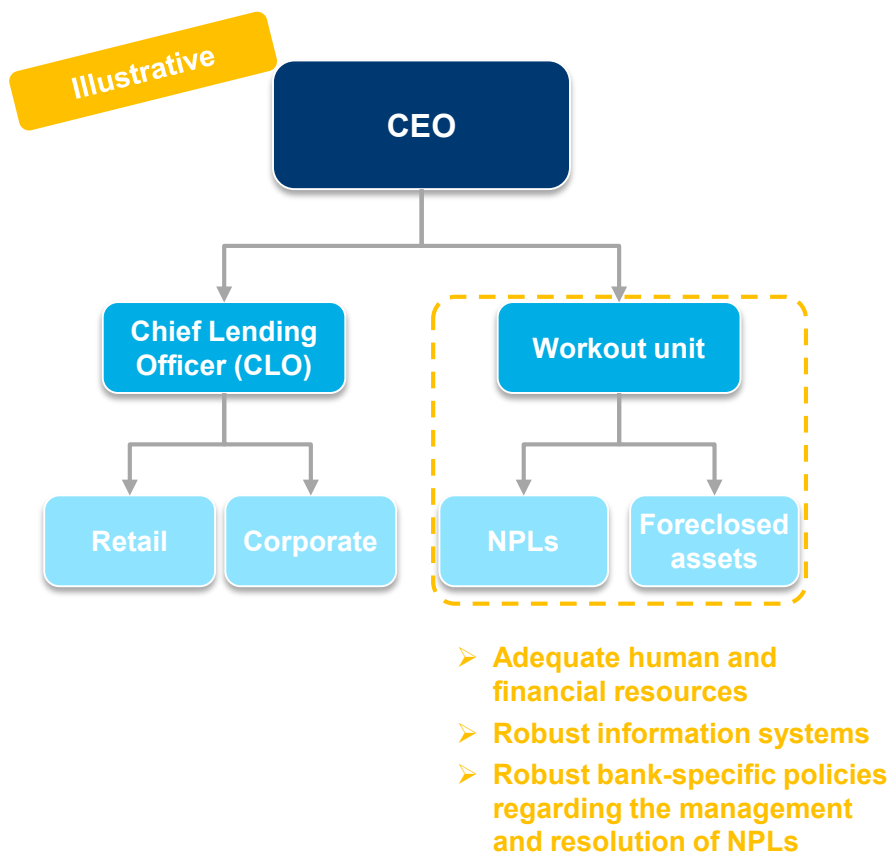 Illustrative
CEO
Chief Lending
Officer (CLO)
Workout unit
Retail
Corporate
NPLs
Foreclosed
assets
➢ Adequate human and
financial resources
➢ Robust information systems
➢ Robust bank-specific policies
regarding the management
and resolution of NPLs